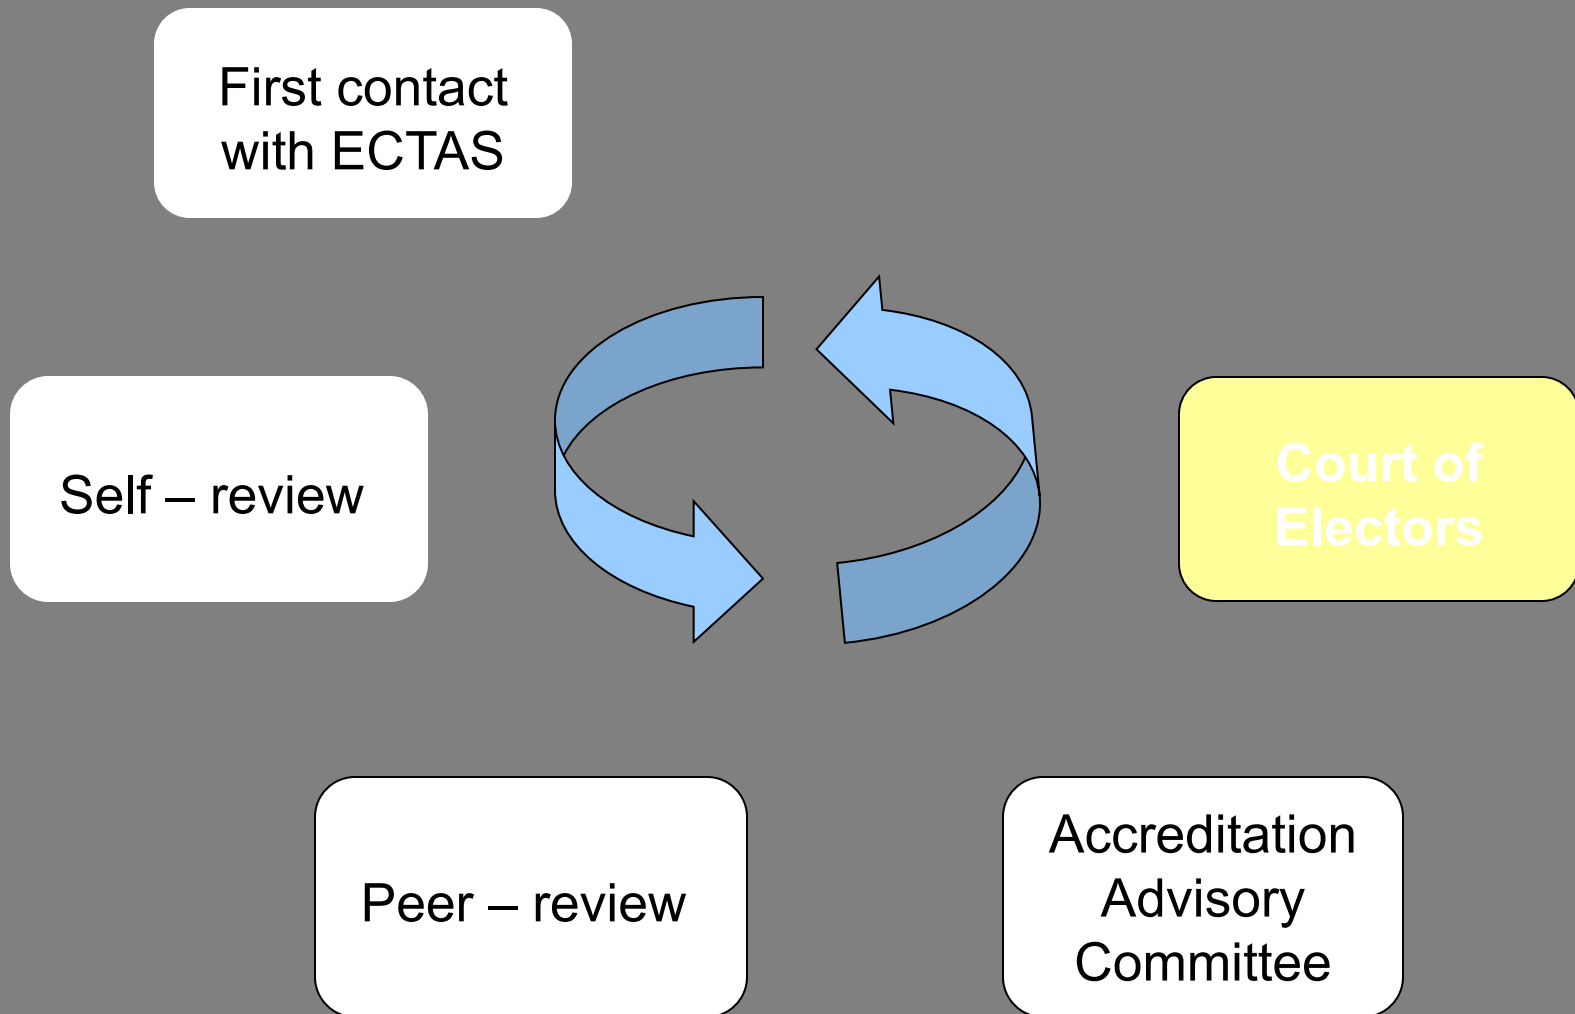 First contact
with ECTAS
Self – review
Court of
Electors
Peer – review
Accreditation
Advisory
Committee